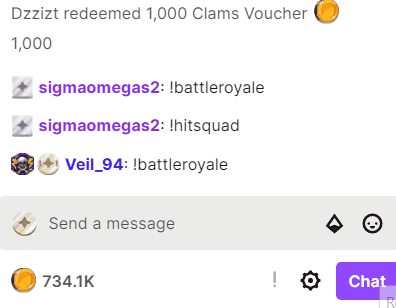 Dzzizt redeemed 1,000 Clams Voucher
1,000
sigmaomegas2: !battleroyale
sigmaomegas2: !hitsquad
Veil_94: !battleroyale
Send a message
734.1K
Chat